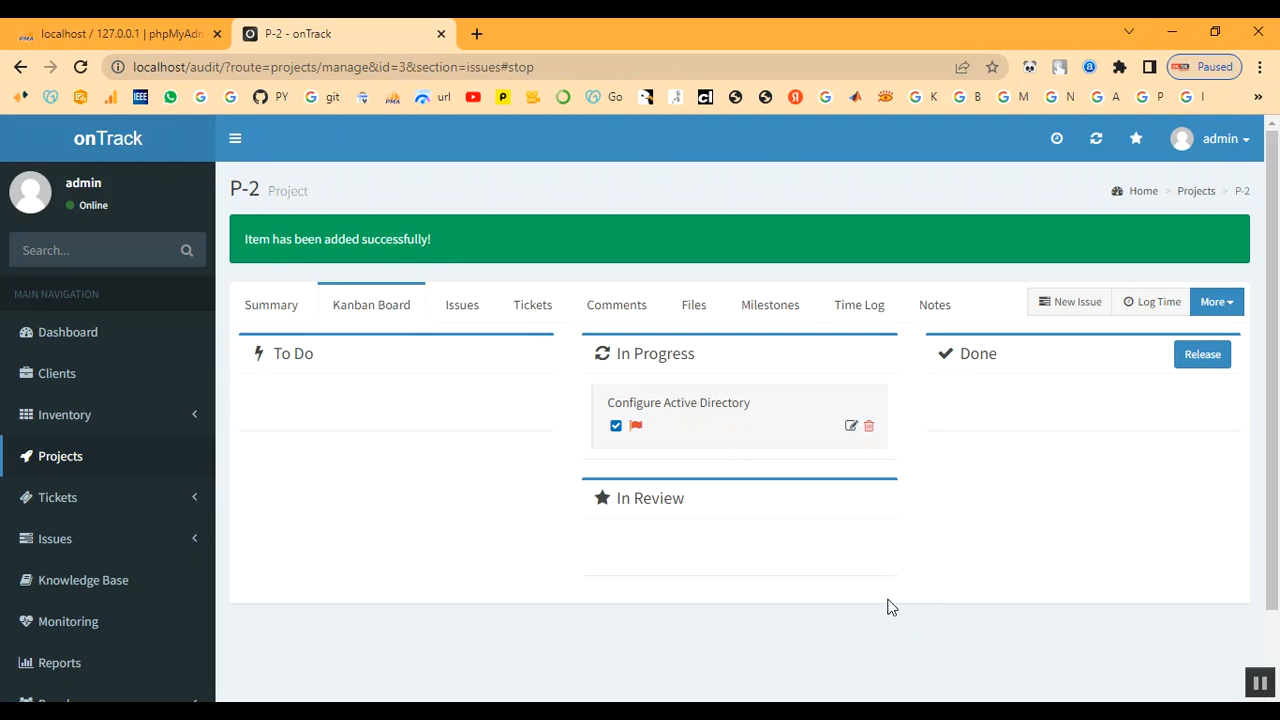 localhost / 127.0.0.1 | phpMyAdm
P-2 - onTrack
localhost/audit/?route=projects/manage&id=3&section=issues#stop
Paused
IEEE
PY
git
PMA
url
Go
K
B
M
N
A
P
I
»
onTrack
admin
admin
Online
Search...
MAIN NAVIGATION
Dashboard
Clients
Inventory
Projects
Tickets
Issues
Knowledge Base
Monitoring
Reports
P-2 Project
Home > Projects > P-2
Item has been added successfully!
Summary
Kanban Board
Issues
Tickets
Comments
Files
Milestones
Time Log
Notes
New Issue
Log Time
More
To Do
In Progress
Configure Active Directory
In Review
Done
Release